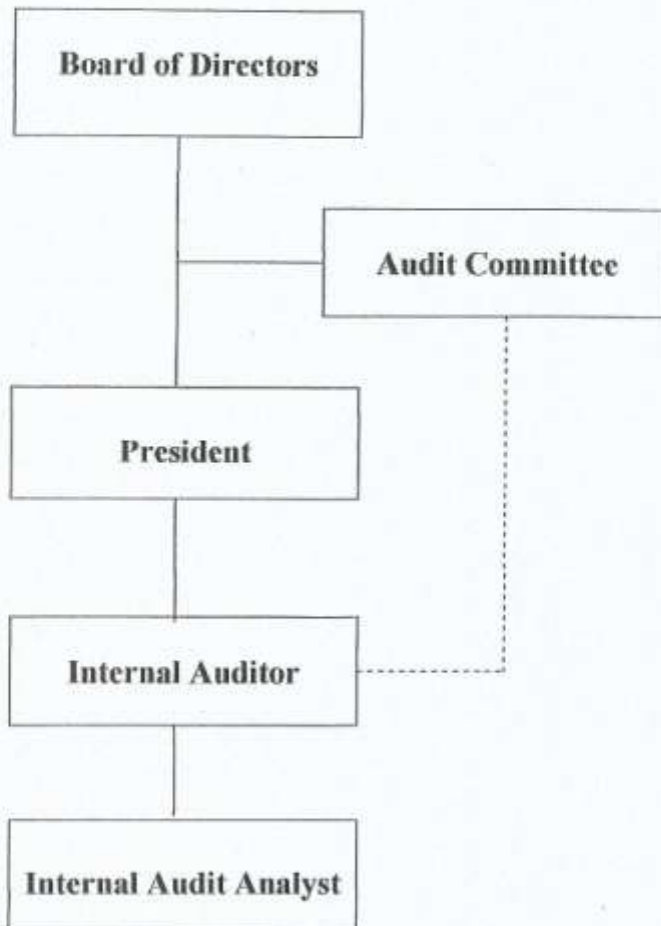 Board of Directors
Audit Committee
President
Internal Auditor
Internal Audit Analyst